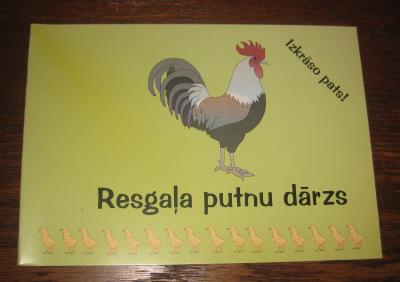 Izkrāso pats!
Resgaļa putnu dārzs